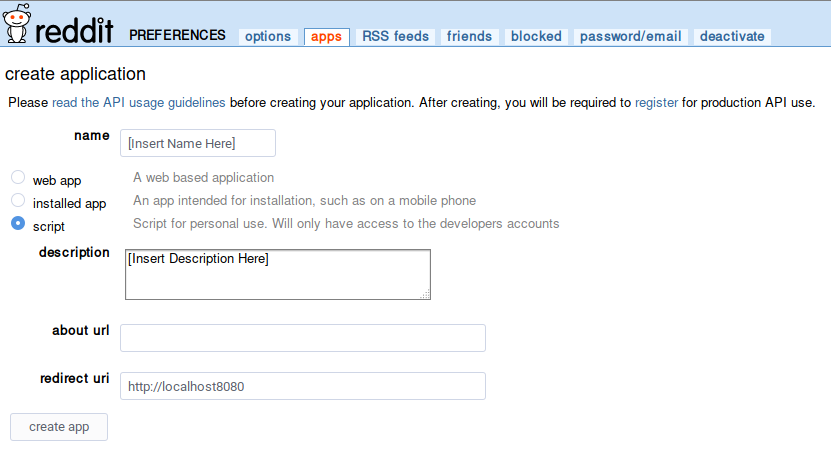 reddit PREFERENCES options apps RSS feeds friends blocked password/email deactivate
create application
Please read the API usage guidelines before creating your application. After creating, you will be required to register for production API use.
name [Insert Name Here]
web app A web based application
installed app An app intended for installation, such as on a mobile phone
script Script for personal use. Will only have access to the developers accounts
description [Insert Description Here]
about url
redirect uri http://localhost8080
create app